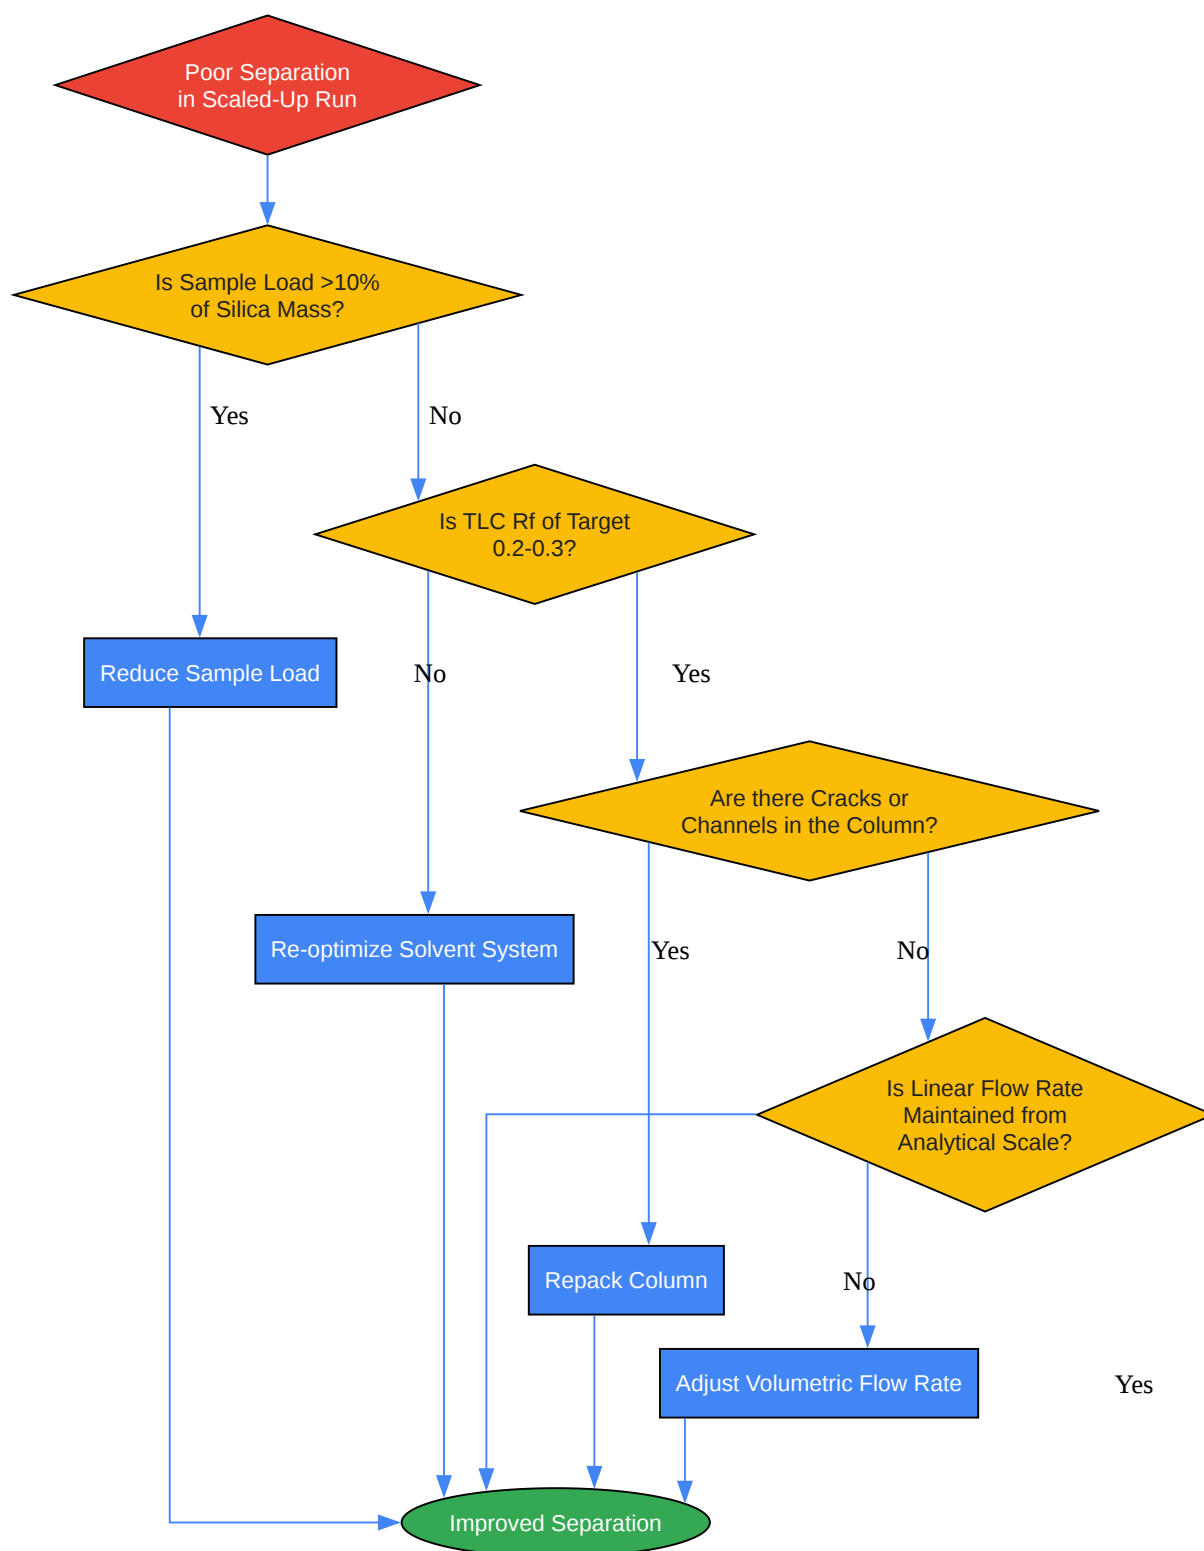 Poor Separation
in Scaled-Up Run
Is Sample Load >10%
of Silica Mass?
Yes
No
Is TLC Rf of Target
0.2-0.3?
Reduce Sample Load
No
Yes
Are there Cracks or
Channels in the Column?
Re-optimize Solvent System
Yes
No
Is Linear Flow Rate
Maintained from
Analytical Scale?
Repack Column
No
Adjust Volumetric Flow Rate
Yes
Improved Separation